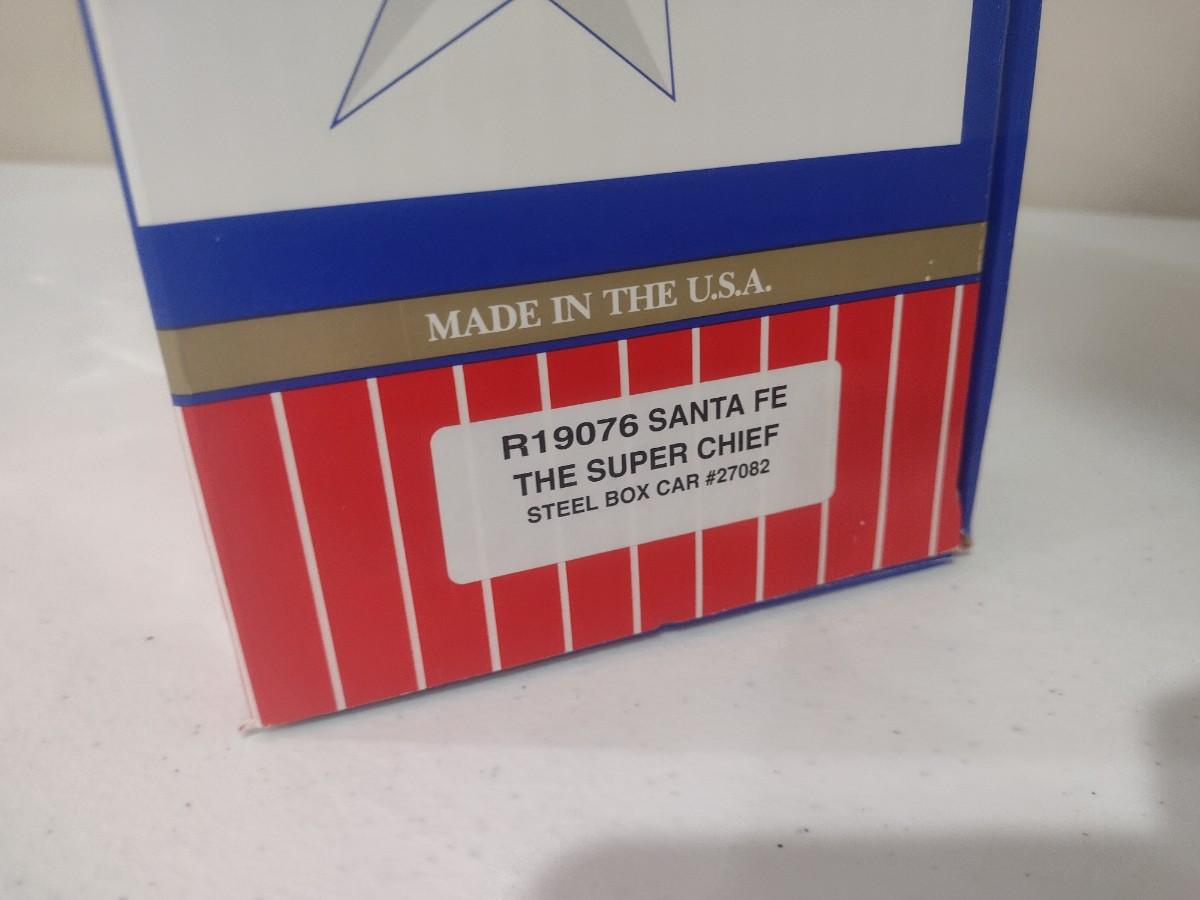 MADE IN THE U.S.A.
R19076 SANTA FE
THE SUPER CHIEF
STEEL BOX CAR #27082